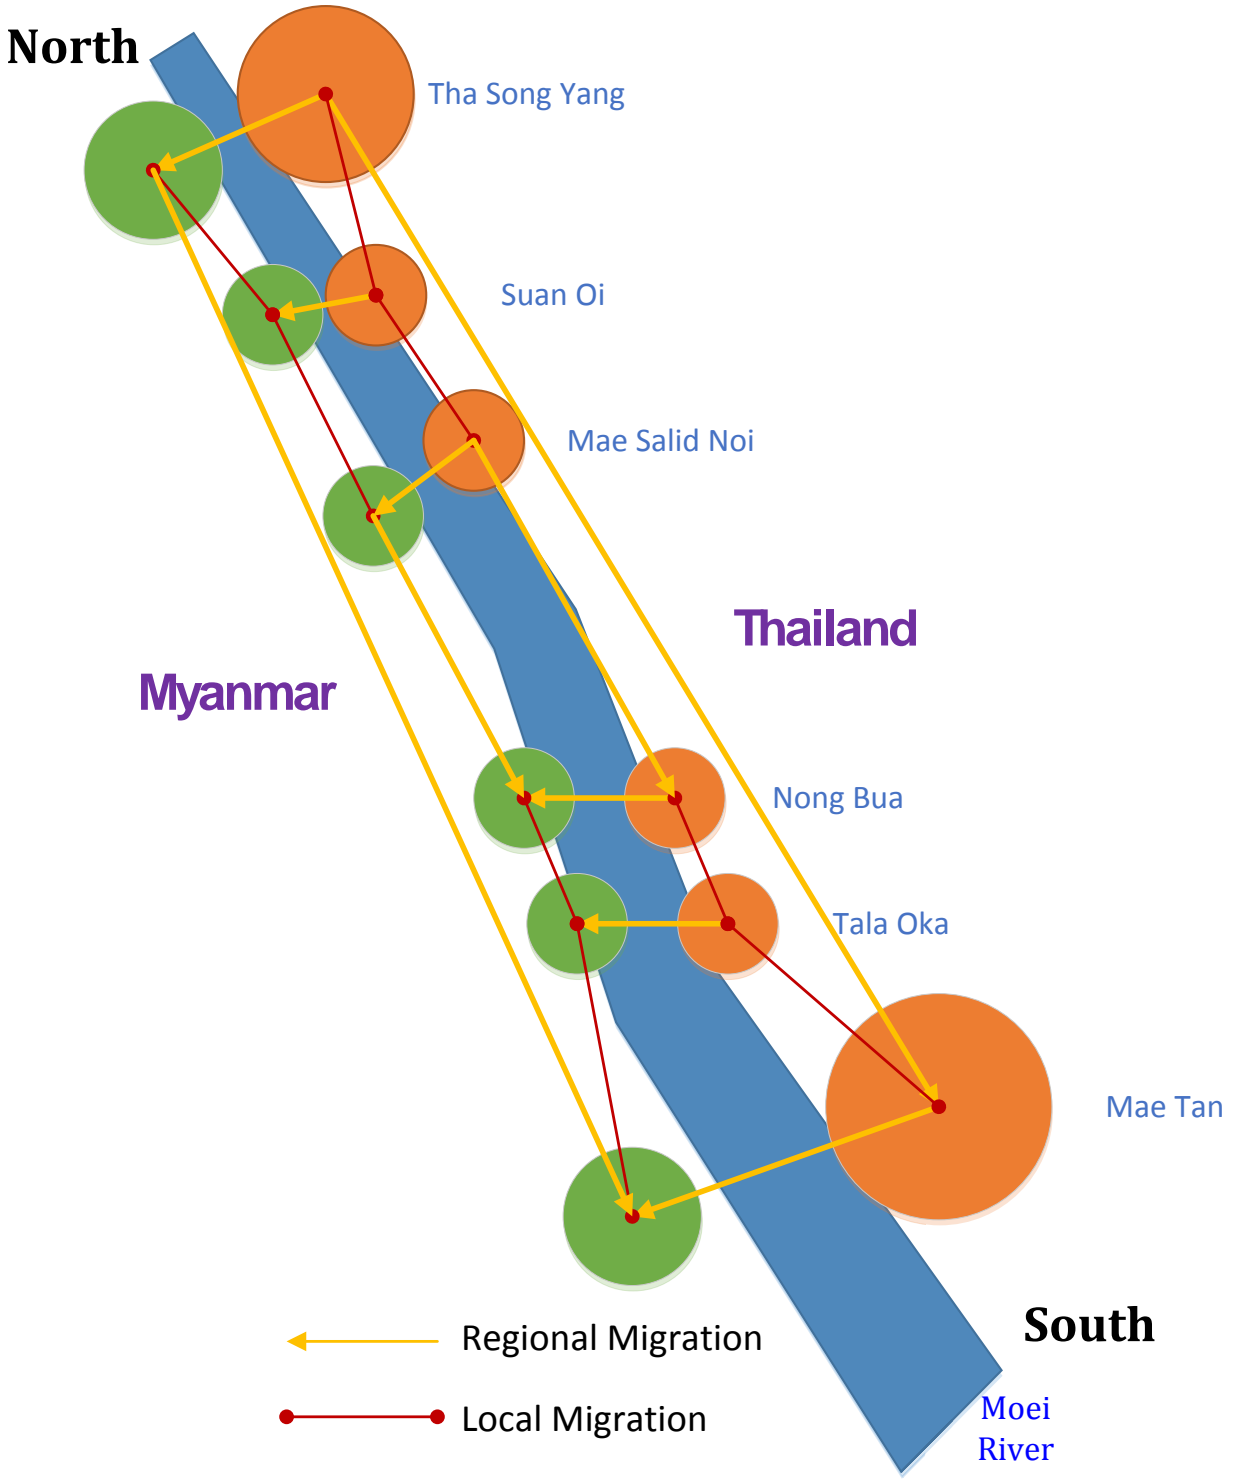 North
Tha Song Yang
Suan Oi
Mae Salid Noi
Thailand
Myanmar
Nong Bua
Tala Oka
Mae Tan
South
Regional Migration
Local Migration
Moei
River